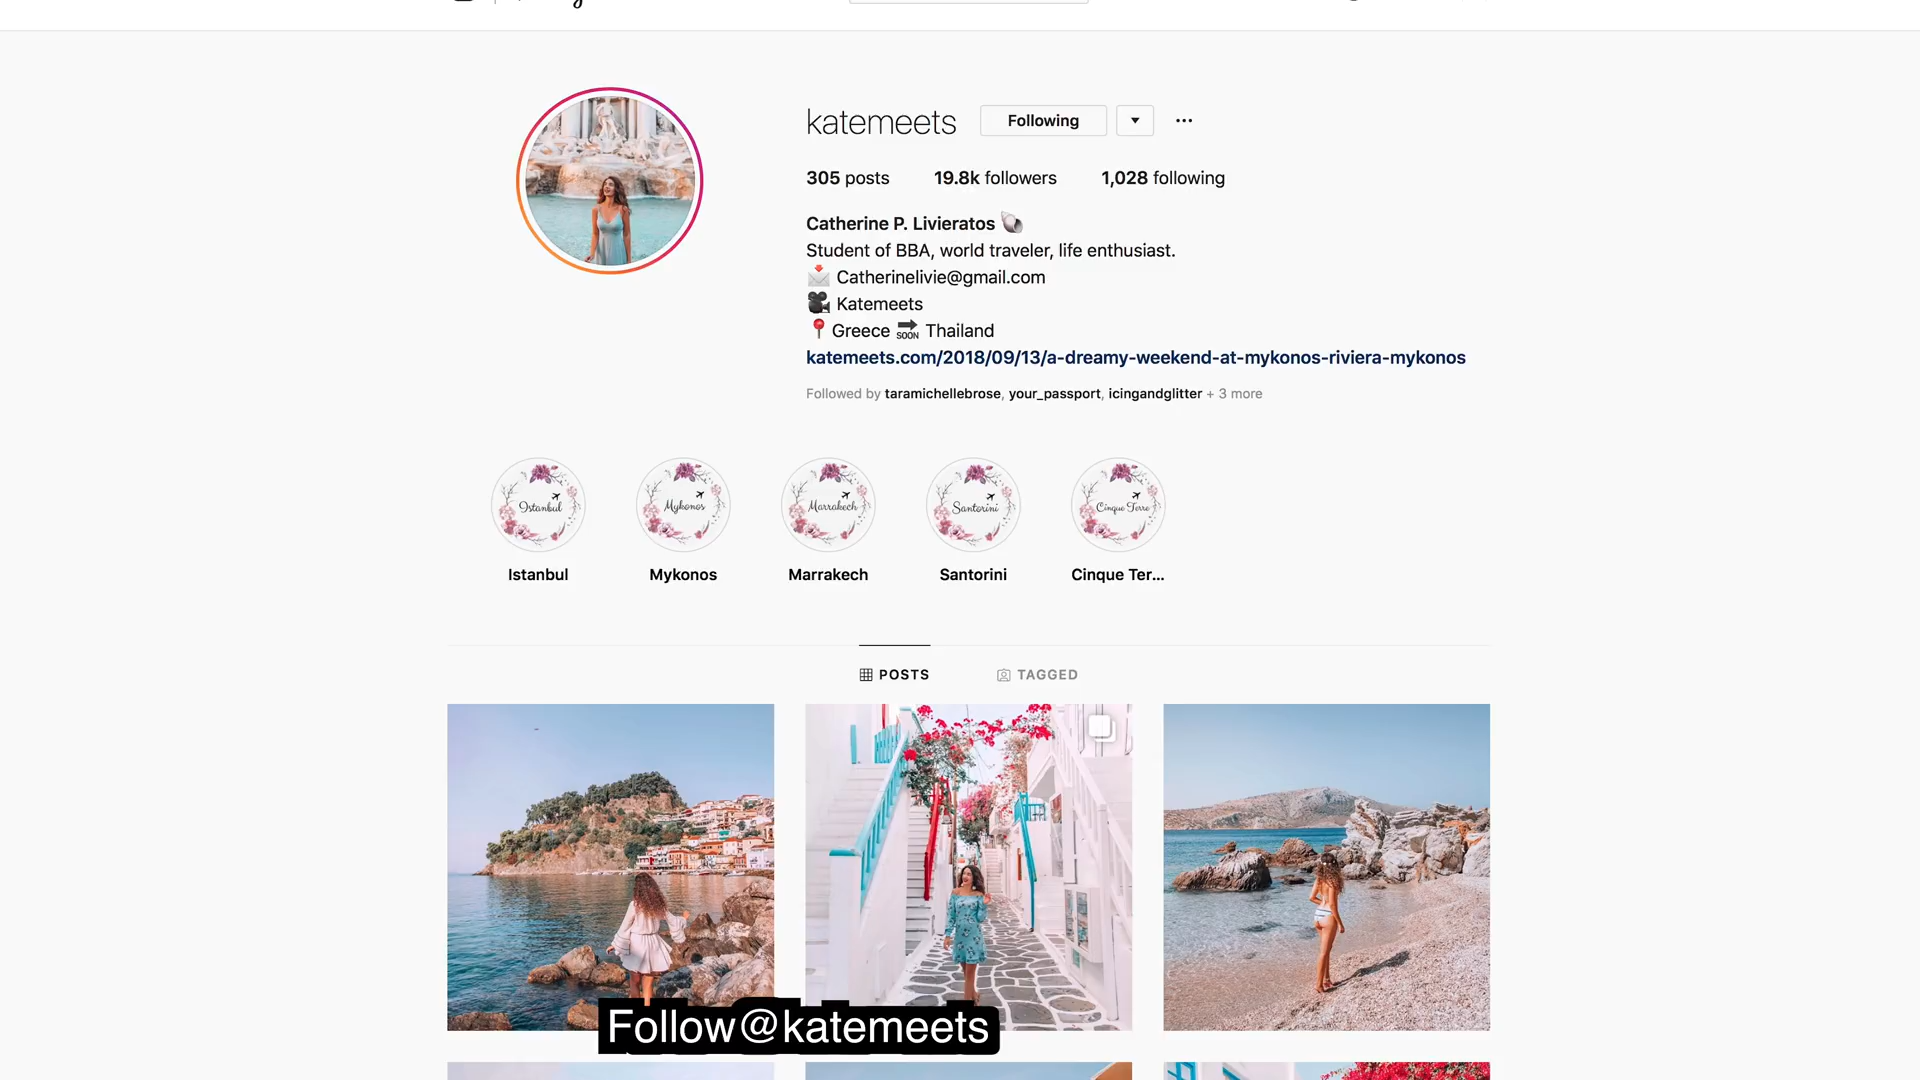 katemeets Following
305 posts 19.8k followers 1,028 following
Catherine P. Livieratos
Student of BBA, world traveler, life enthusiast.
Catherinelivie@gmail.com
Katemeets
Greece SOON Thailand
katemeets.com/2018/09/13/a-dreamy-weekend-at-mykonos-riviera-mykonos
Followed by taramichellebrose, your_passport, icingandglitter + 3 more
Istanbul Mykonos Marrakech Santorini Cinque Terre
Istanbul Mykonos Marrakech Santorini Cinque Ter...
POSTS TAGGED
Follow@katemeets